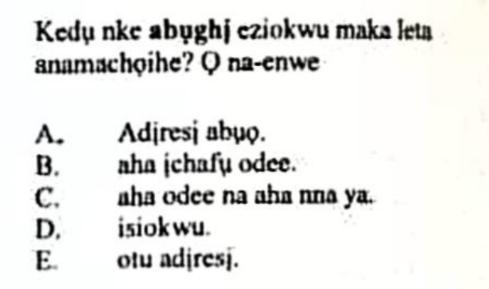 Kedụ nke abụghị eziokwu maka leta
anamachọihe? Ọ na-enwe
A. Adịresị abụọ.
B. aha ịchafụ odee.
C. aha odee na aha nna ya.
D. isiokwu.
E. otu adịresị.